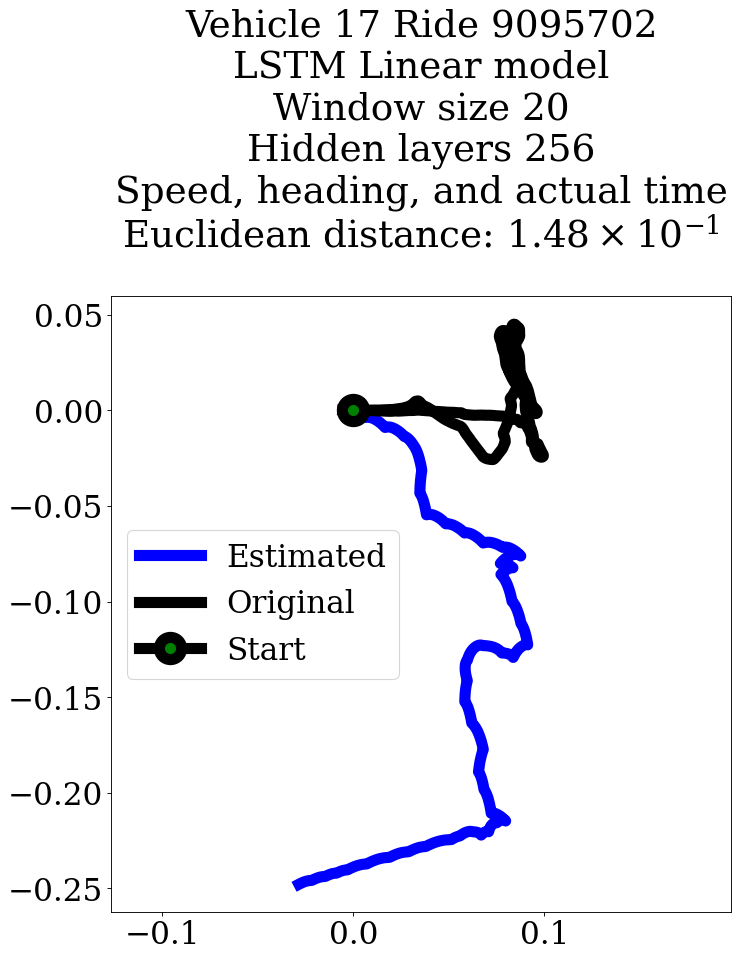 Vehicle 17 Ride 9095702
LSTM Linear model
Window size 20
Hidden layers 256
Speed, heading, and actual time
Euclidean distance: 1.48 × 10⁻¹
0.05
0.00
−0.05
−0.10
−0.15
−0.20
−0.25
Estimated
Original
Start
−0.1 0.0 0.1